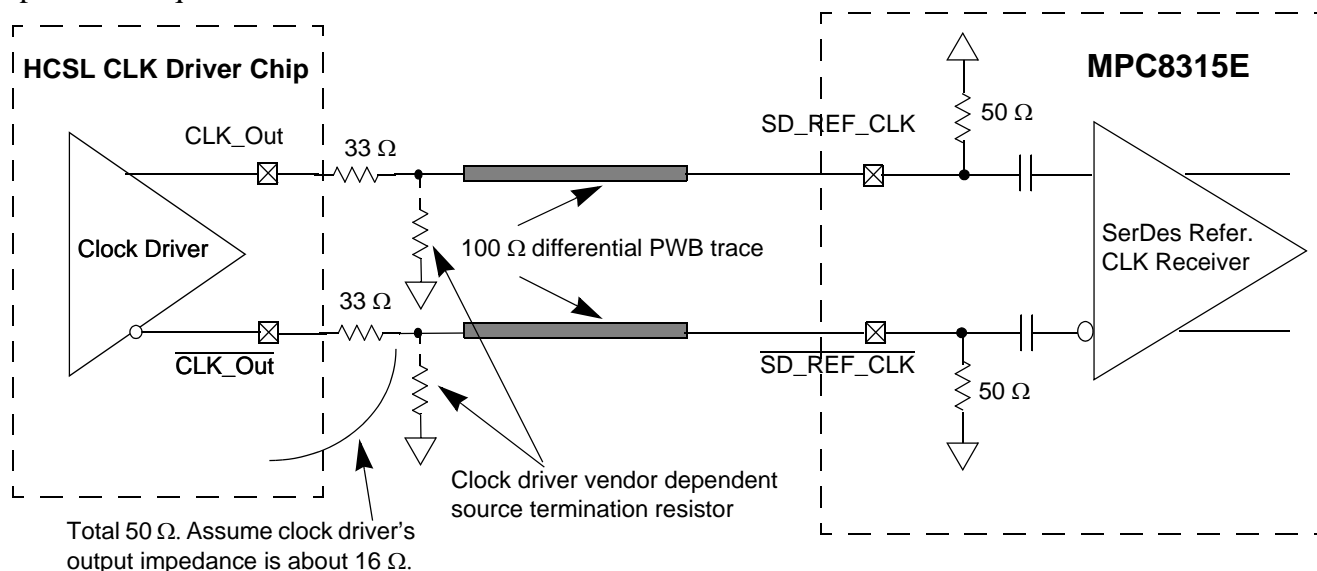 HCSL CLK Driver Chip
MPC8315E
CLK_Out
33 Ω
SD_REF_CLK
50 Ω
Clock Driver
100 Ω differential PWB trace
SerDes Refer.
CLK Receiver
33 Ω
CLK_Out
SD_REF_CLK
50 Ω
Clock driver vendor dependent
source termination resistor
Total 50 Ω. Assume clock driver's
output impedance is about 16 Ω.